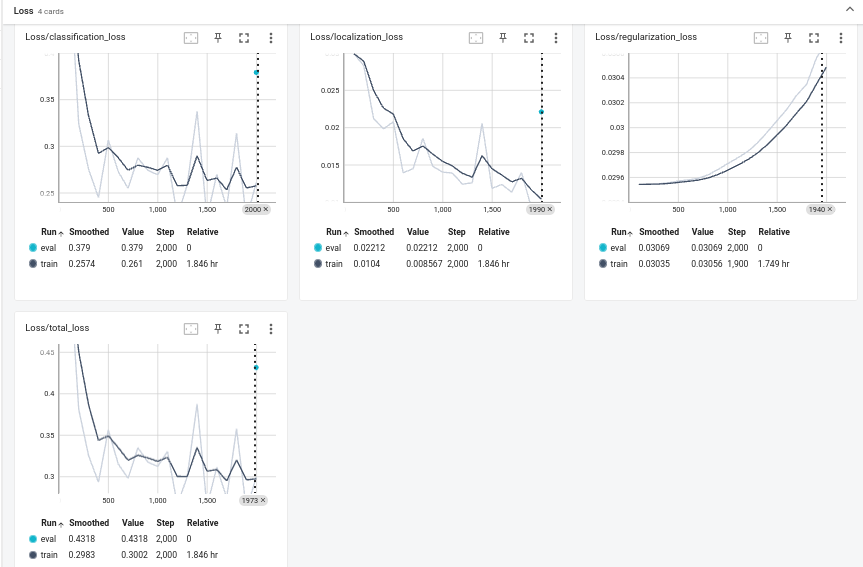 Loss 4 cards
Loss/classification_loss
0.35
0.3
0.25
500 1,000 1,500 2000 ×
Run Smoothed Value Step Relative
eval 0.379 0.379 2,000 0
train 0.2574 0.261 2,000 1.846 hr
Loss/localization_loss
0.025
0.02
0.015
500 1,000 1,500 1990 ×
Run Smoothed Value Step Relative
eval 0.02212 0.02212 2,000 0
train 0.0104 0.008567 2,000 1.846 hr
Loss/regularization_loss
0.0304
0.0302
0.03
0.0298
0.0296
500 1,000 1,500 1940 ×
Run Smoothed Value Step Relative
eval 0.03069 0.03069 2,000 0
train 0.03035 0.03056 1,900 1.749 hr
Loss/total_loss
0.45
0.4
0.35
0.3
500 1,000 1,500 1973 ×
Run Smoothed Value Step Relative
eval 0.4318 0.4318 2,000 0
train 0.2983 0.3002 2,000 1.846 hr